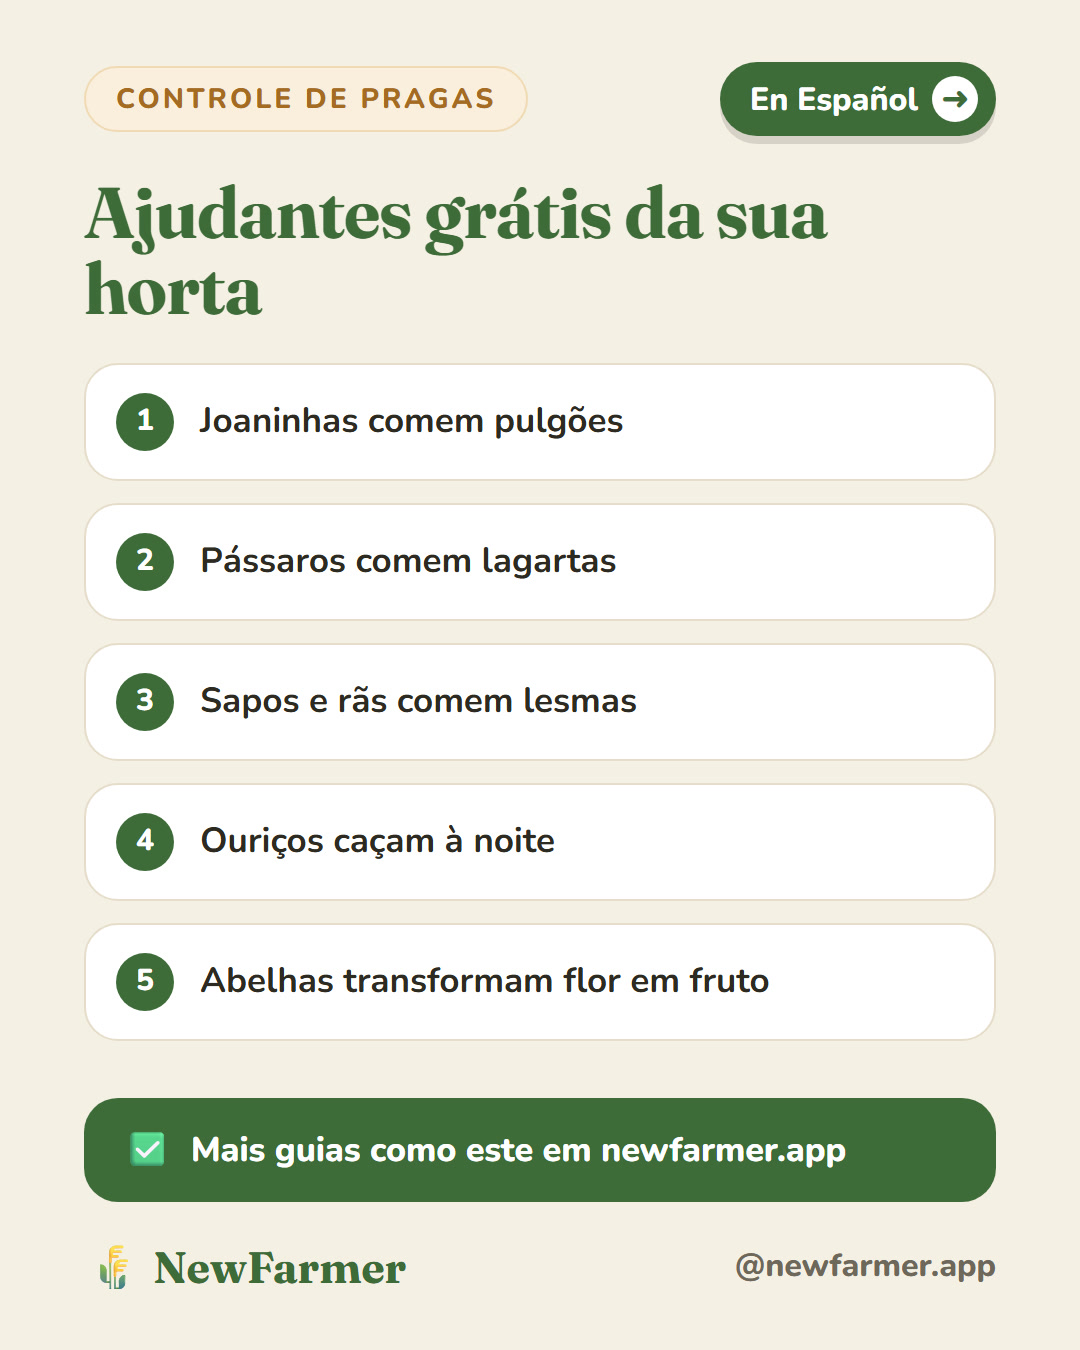 CONTROLE DE PRAGAS
En Español
Ajudantes grátis da sua
horta
1 Joaninhas comem pulgões
2 Pássaros comem lagartas
3 Sapos e rãs comem lesmas
4 Ouriços caçam à noite
5 Abelhas transformam flor em fruto
Mais guias como este em newfarmer.app
NewFarmer
@newfarmer.app